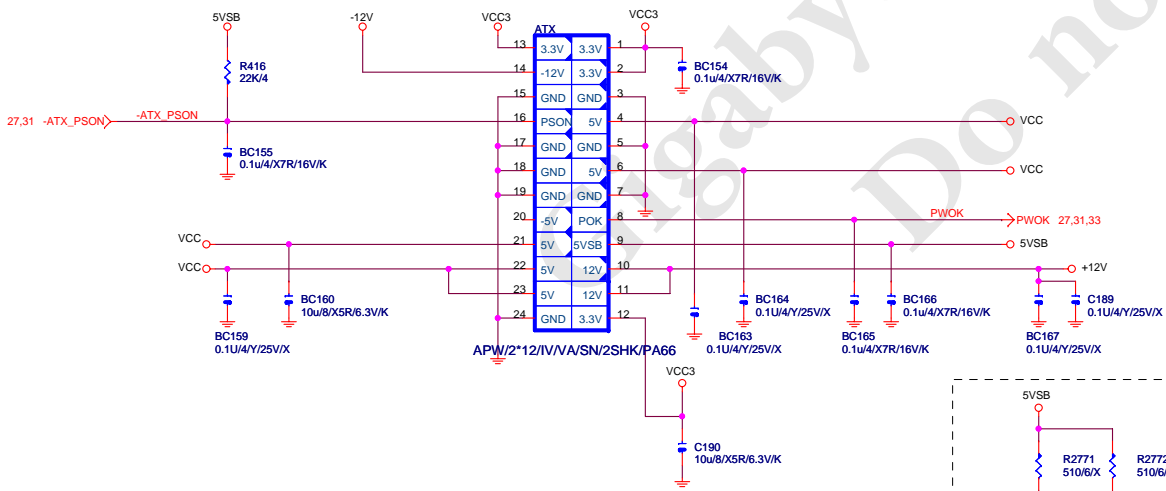 5VSB
-12V
VCC3
VCC3
ATX
R416
22K/4
13 3.3V 3.3V 1
14 -12V 3.3V 2
15 GND GND 3
16 PSON 5V 4
17 GND GND 5
18 GND 5V 6
19 GND GND 7
20 -5V POK 8
21 5V 5VSB 9
22 5V 12V 10
23 5V 12V 11
24 GND 3.3V 12
BC154
0.1u/4/X7R/16V/K
27,31 -ATX_PSON
-ATX_PSON
VCC
BC155
0.1u/4/X7R/16V/K
VCC
PWOK
PWOK 27,31,33
VCC
5VSB
VCC
+12V
BC160
10u/8/X5R/6.3V/K
BC159
0.1U/4/Y/25V/X
BC164
0.1U/4/Y/25V/X
BC163
0.1U/4/Y/25V/X
BC166
0.1u/4/X7R/16V/K
BC165
0.1u/4/X7R/16V/K
C189
0.1U/4/Y/25V/X
BC167
0.1U/4/Y/25V/X
APW/2*12/IV/VA/SN/2SHK/PA66
VCC3
C190
10u/8/X5R/6.3V/K
5VSB
R2771
510/6/X
R2772
510/6/
Gigaby
Do no